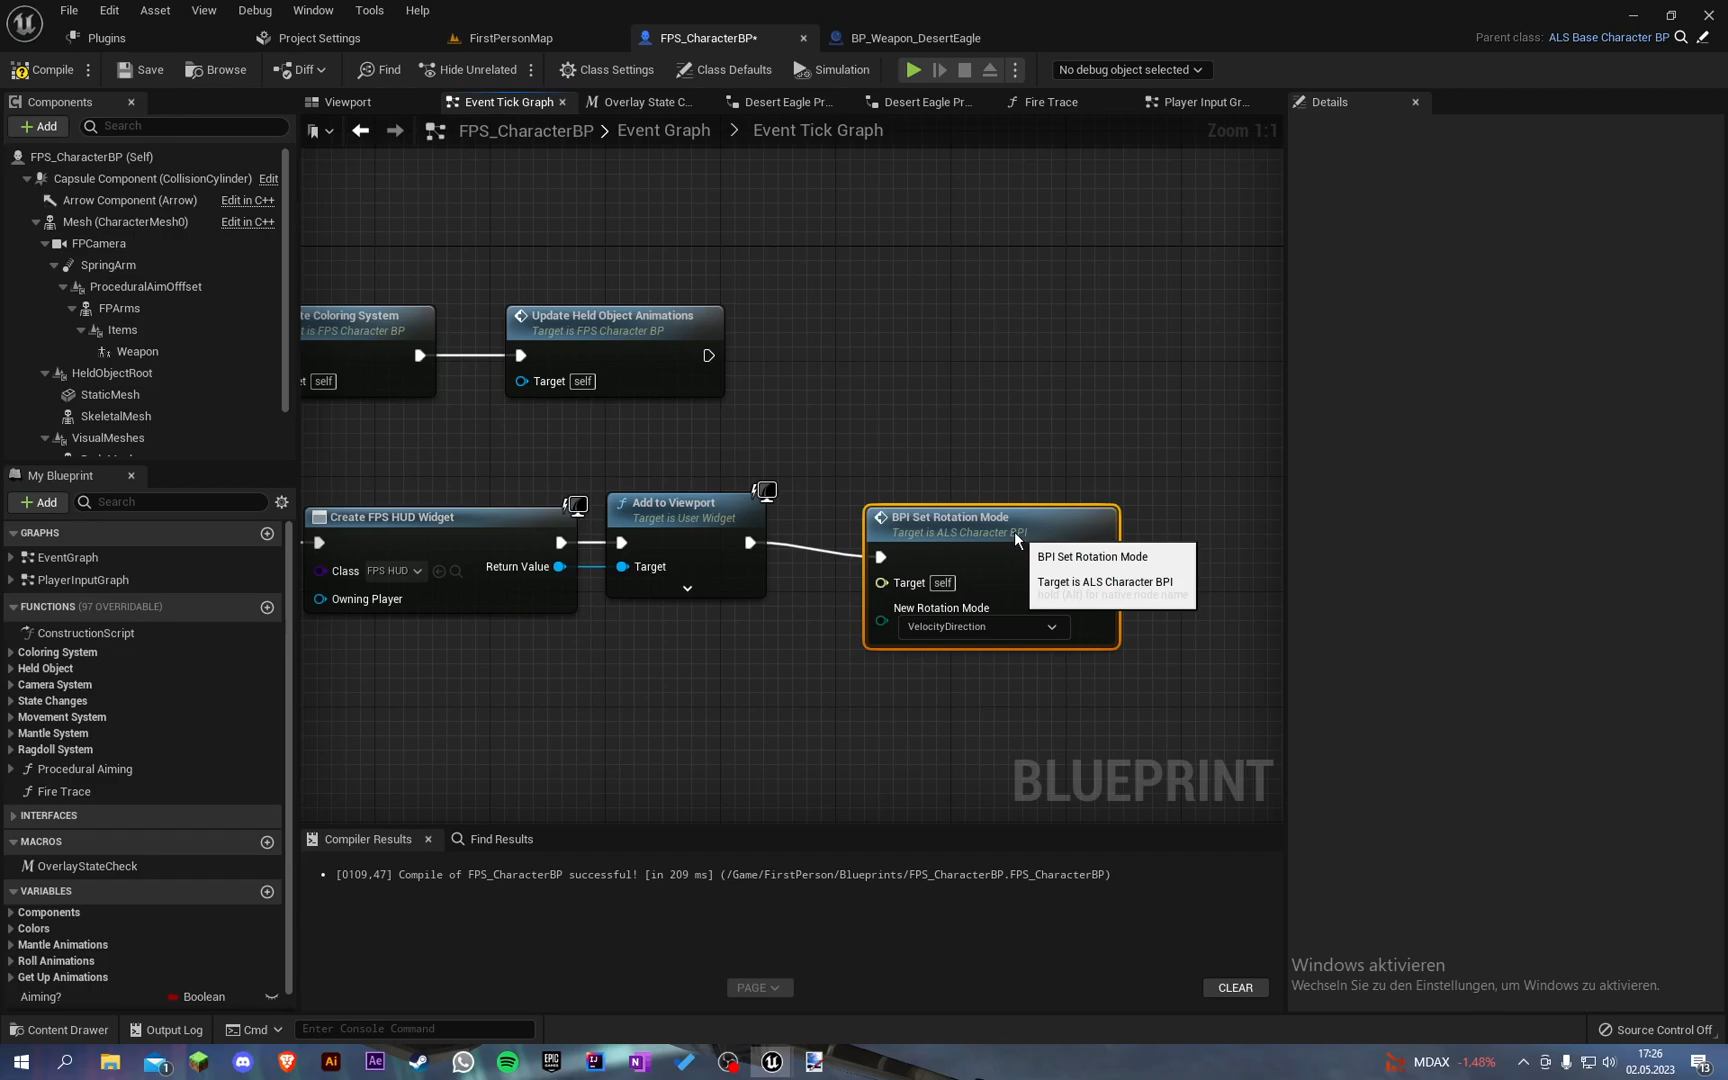 File Edit Asset View Debug Window Tools Help
Plugins Project Settings FirstPersonMap FPS_CharacterBP* BP_Weapon_DesertEagle Parent class: ALS Base Character BP
Compile Save Browse Diff Find Hide Unrelated Class Settings Class Defaults Simulation No debug object selected
Components
Add Search
FPS_CharacterBP (Self)
Capsule Component (CollisionCylinder) Edit
Arrow Component (Arrow) Edit in C++
Mesh (CharacterMesh0) Edit in C++
FPCamera
SpringArm
ProceduralAimOfffset
FPArms
Items
Weapon
HeldObjectRoot
StaticMesh
SkeletalMesh
VisualMeshes
My Blueprint
Add Search
GRAPHS
EventGraph
PlayerInputGraph
FUNCTIONS (97 OVERRIDABLE)
ConstructionScript
Coloring System
Held Object
Camera System
State Changes
Movement System
Mantle System
Ragdoll System
Procedural Aiming
Fire Trace
INTERFACES
MACROS
OverlayStateCheck
VARIABLES
Components
Colors
Mantle Animations
Roll Animations
Get Up Animations
Aiming? Boolean
Viewport Event Tick Graph Overlay State C... Desert Eagle Pr... Desert Eagle Pr... Fire Trace Player Input Gr...
FPS_CharacterBP Event Graph Event Tick Graph Zoom 1:1
te Coloring System
t is FPS Character BP
et self
Update Held Object Animations
Target is FPS Character BP
Target self
Create FPS HUD Widget
Class FPS HUD Return Value
Owning Player
Add to Viewport
Target is User Widget
Target
BPI Set Rotation Mode
Target is ALS Character BPI
Target self
New Rotation Mode
VelocityDirection
BPI Set Rotation Mode
Target is ALS Character BPI
hold (Alt) for native node name
BLUEPRINT
Compiler Results Find Results
[0109,47] Compile of FPS_CharacterBP successful! [in 209 ms] (/Game/FirstPerson/Blueprints/FPS_CharacterBP.FPS_CharacterBP)
PAGE CLEAR
Details
Windows aktivieren
Wechseln Sie zu den Einstellungen, um Windows zu aktivieren.
Content Drawer Output Log Cmd Enter Console Command Source Control Off
MDAX -1,48%
17:26
02.05.2023